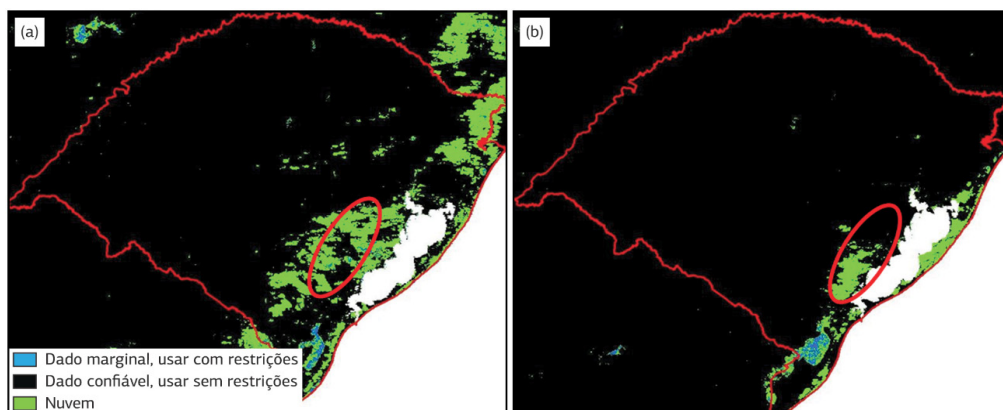 (a)
(b)
Dado marginal, usar com restrições
Dado confiável, usar sem restrições
Nuvem